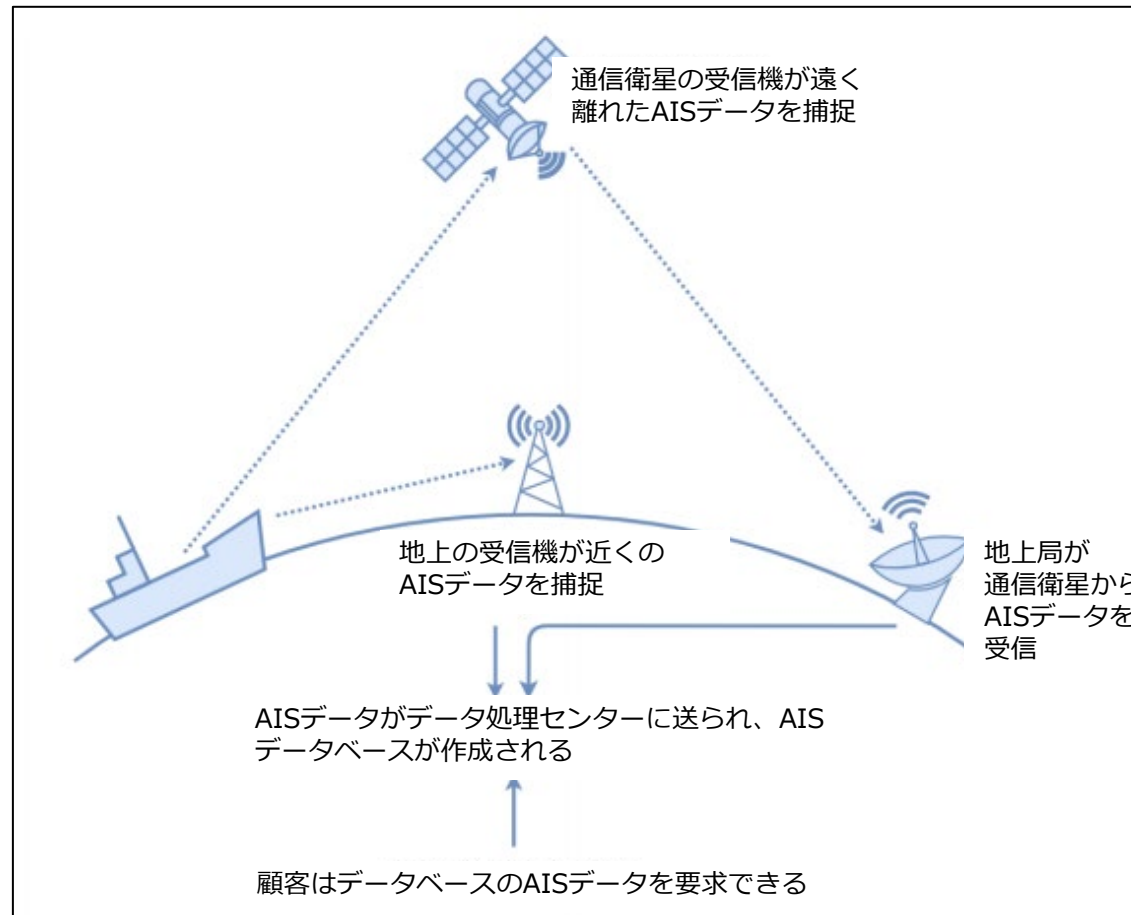 通信衛星の受信機が遠く
離れたAISデータを捕捉
地上の受信機が近くの
AISデータを捕捉
地上局が
通信衛星から
AISデータを
受信
AISデータがデータ処理センターに送られ、AIS
データベースが作成される
顧客はデータベースのAISデータを要求できる